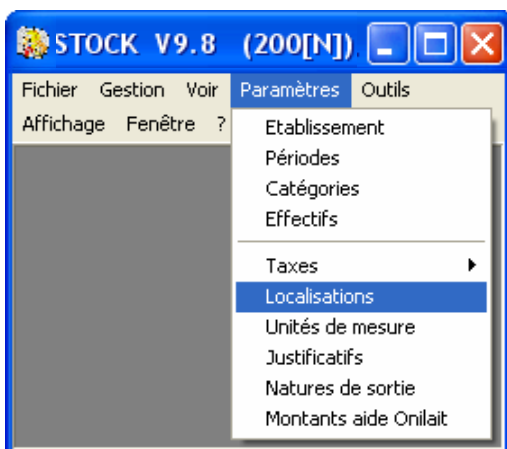 STOCK V9.8 (200[N])
Fichier Gestion Voir Paramètres Outils
Affichage Fenêtre ?
Etablissement
Périodes
Catégories
Effectifs
Taxes
Localisations
Unités de mesure
Justificatifs
Natures de sortie
Montants aide Onilait